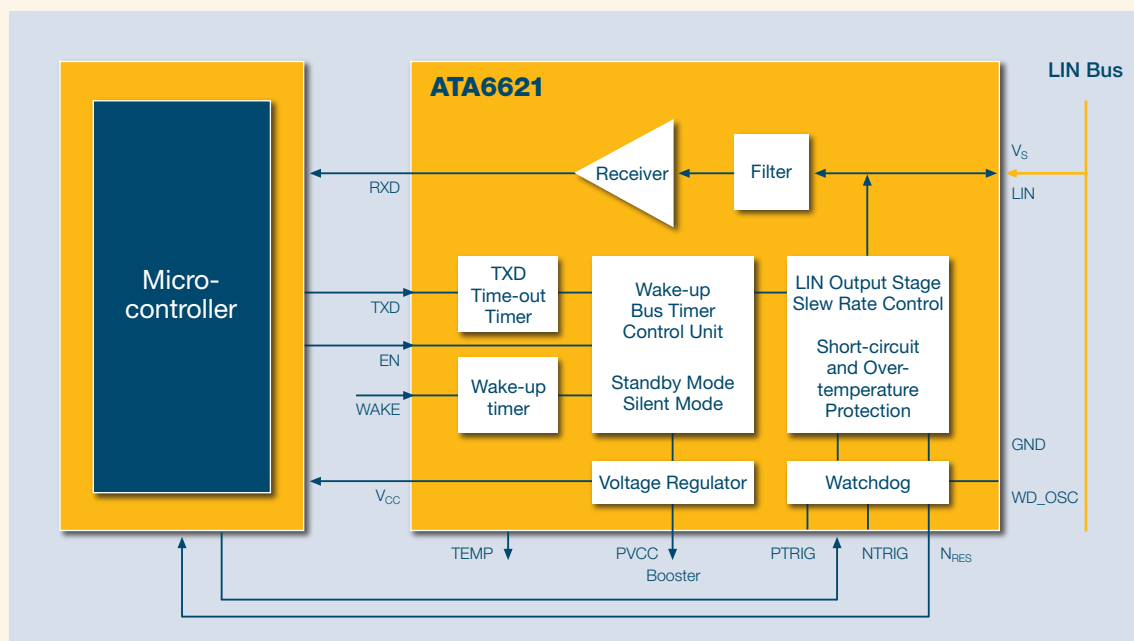 ATA6621
LIN Bus
Micro-
controller
RXD
Receiver
Filter
VS
LIN
TXD
TXD
Time-out
Timer
EN
WAKE
Wake-up
timer
Wake-up
Bus Timer
Control Unit
Standby Mode
Silent Mode
LIN Output Stage
Slew Rate Control
Short-circuit
and Over-
temperature
Protection
GND
VCC
Voltage Regulator
Watchdog
WD_OSC
TEMP
PVCC
Booster
PTRIG
NTRIG
NRES